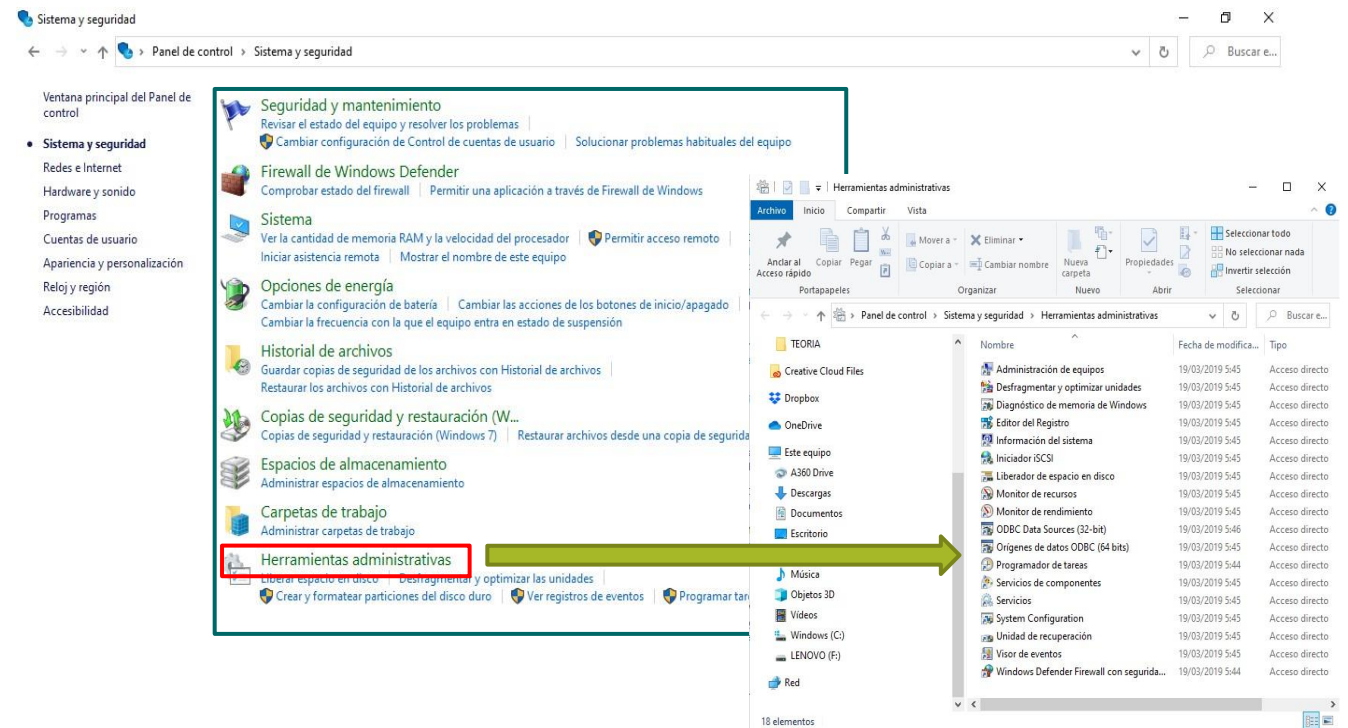 Sistema y seguridad
Panel de control › Sistema y seguridad
Buscar e...
Ventana principal del Panel de
control
Sistema y seguridad
Redes e Internet
Hardware y sonido
Programas
Cuentas de usuario
Apariencia y personalización
Reloj y región
Accesibilidad
Seguridad y mantenimiento
Revisar el estado del equipo y resolver los problemas
Cambiar configuración de Control de cuentas de usuario Solucionar problemas habituales del equipo
Firewall de Windows Defender
Comprobar estado del firewall Permitir una aplicación a través de Firewall de Windows
Sistema
Ver la cantidad de memoria RAM y la velocidad del procesador Permitir acceso remoto
Iniciar asistencia remota Mostrar el nombre de este equipo
Opciones de energía
Cambiar la configuración de batería Cambiar las acciones de los botones de inicio/apagado
Cambiar la frecuencia con la que el equipo entra en estado de suspensión
Historial de archivos
Guardar copias de seguridad de los archivos con Historial de archivos
Restaurar los archivos con Historial de archivos
Copias de seguridad y restauración (W...
Copias de seguridad y restauración (Windows 7) Restaurar archivos desde una copia de segurida
Espacios de almacenamiento
Administrar espacios de almacenamiento
Carpetas de trabajo
Administrar carpetas de trabajo
Herramientas administrativas
Liberar espacio en disco Desfragmentar y optimizar las unidades
Crear y formatear particiones del disco duro Ver registros de eventos Programar tar
Herramientas administrativas
Archivo Inicio Compartir Vista
Anclar al
Acceso rápido
Copiar
Pegar
Mover a
Copiar a
Eliminar
Cambiar nombre
Nueva
carpeta
Propiedades
Seleccionar todo
No seleccionar nada
Invertir selección
Portapapeles Organizar Nuevo Abrir Seleccionar
Panel de control › Sistema y seguridad › Herramientas administrativas
Buscar e...
TEORIA
Creative Cloud Files
Dropbox
OneDrive
Este equipo
A360 Drive
Descargas
Documentos
Escritorio
Música
Objetos 3D
Vídeos
Windows (C:)
LENOVO (F:)
Red
Nombre Fecha de modifica... Tipo
Administración de equipos 19/03/2019 5:45 Acceso directo
Desfragmentar y optimizar unidades 19/03/2019 5:45 Acceso directo
Diagnóstico de memoria de Windows 19/03/2019 5:45 Acceso directo
Editor del Registro 19/03/2019 5:45 Acceso directo
Información del sistema 19/03/2019 5:45 Acceso directo
Iniciador iSCSI 19/03/2019 5:45 Acceso directo
Liberador de espacio en disco 19/03/2019 5:45 Acceso directo
Monitor de recursos 19/03/2019 5:45 Acceso directo
Monitor de rendimiento 19/03/2019 5:45 Acceso directo
ODBC Data Sources (32-bit) 19/03/2019 5:46 Acceso directo
Orígenes de datos ODBC (64 bits) 19/03/2019 5:45 Acceso directo
Programador de tareas 19/03/2019 5:44 Acceso directo
Servicios de componentes 19/03/2019 5:45 Acceso directo
Servicios 19/03/2019 5:45 Acceso directo
System Configuration 19/03/2019 5:45 Acceso directo
Unidad de recuperación 19/03/2019 5:45 Acceso directo
Visor de eventos 19/03/2019 5:45 Acceso directo
Windows Defender Firewall con segurida... 19/03/2019 5:44 Acceso directo
18 elementos